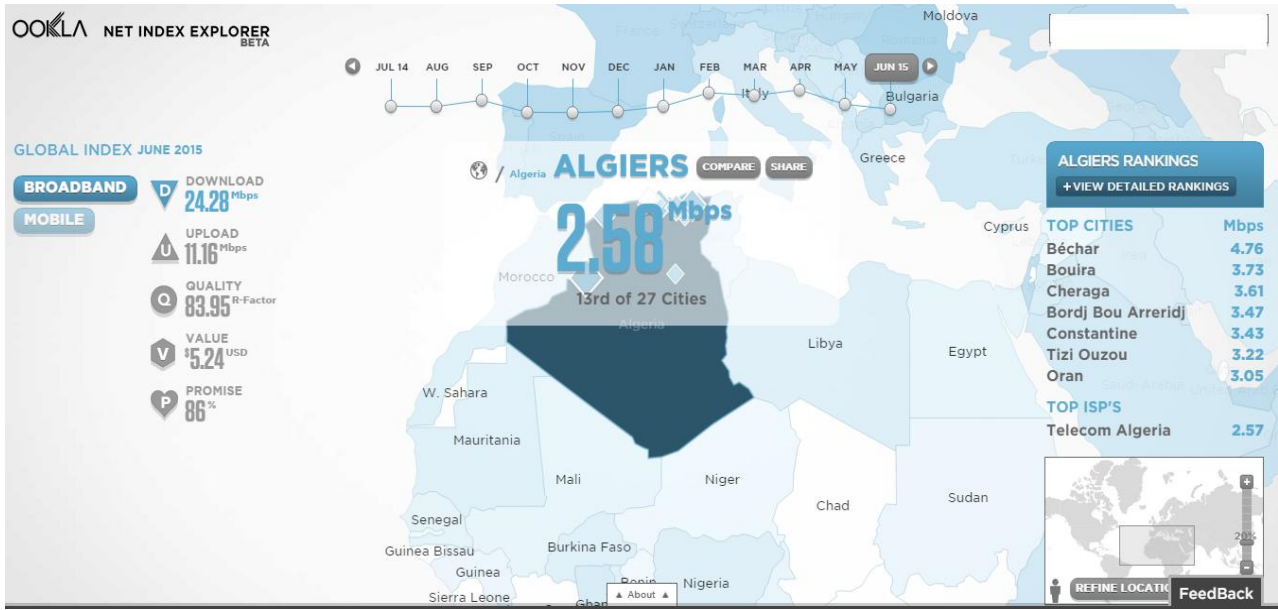 OOKLA NET INDEX EXPLORER
BETA
JUL 14 AUG SEP OCT NOV DEC JAN FEB MAR APR MAY JUN 15
GLOBAL INDEX JUNE 2015
BROADBAND
MOBILE
DOWNLOAD
24.28 Mbps
UPLOAD
11.16 Mbps
QUALITY
83.95 R-Factor
VALUE
$5.24 USD
PROMISE
86%
/ Algeria ALGIERS COMPARE SHARE
2.58 Mbps
13rd of 27 Cities
ALGIERS RANKINGS
+VIEW DETAILED RANKINGS
TOP CITIES Mbps
Béchar 4.76
Bouira 3.73
Cheraga 3.61
Bordj Bou Arreridj 3.47
Constantine 3.43
Tizi Ouzou 3.22
Oran 3.05
TOP ISP'S
Telecom Algeria 2.57
Moldova
France
Italy
Bulgaria
Spain
Greece
Cyprus
Morocco
Algeria
Libya
Egypt
W. Sahara
Mauritania
Mali
Niger
Chad
Sudan
Senegal
Guinea Bissau
Burkina Faso
Guinea
Benin
Nigeria
Sierra Leone
About
20%
FeedBack